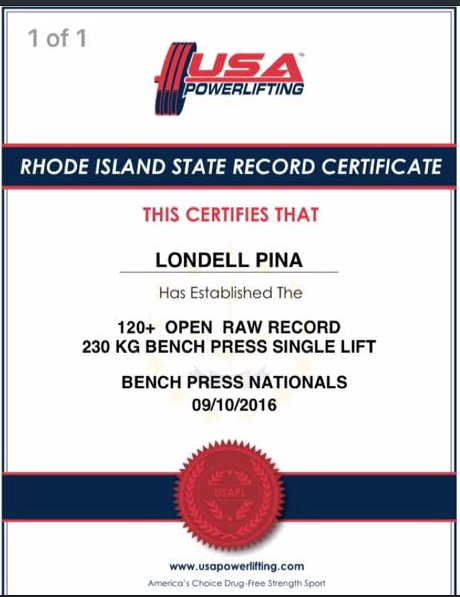 1 of 1
USA
POWERLIFTING
RHODE ISLAND STATE RECORD CERTIFICATE
THIS CERTIFIES THAT
LONDELL PINA
Has Established The
120+ OPEN RAW RECORD
230 KG BENCH PRESS SINGLE LIFT
BENCH PRESS NATIONALS
09/10/2016
USAPL
www.usapowerlifting.com
America's Choice Drug-Free Strength Sport